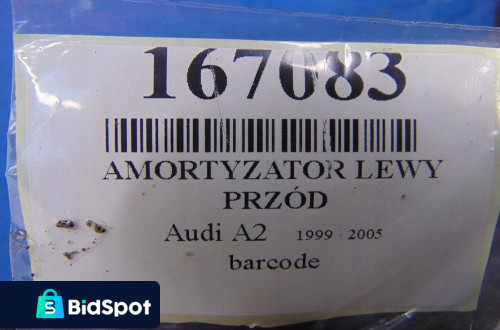 167083
AMORTYZATOR LEWY
PRZÓD
Audi A2 1999 2005
barcode
BidSpot